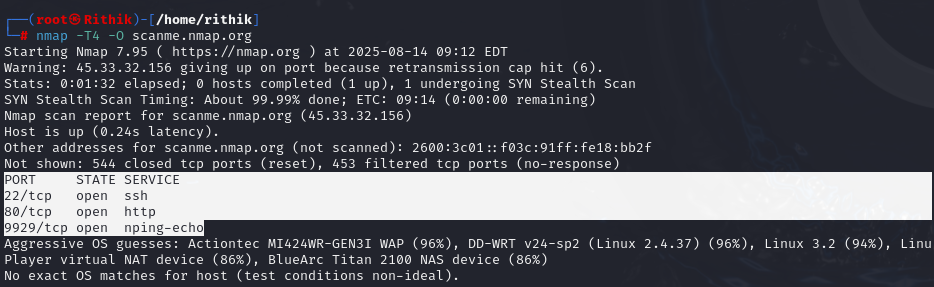 ┌──(root㉿Rithik)-[/home/rithik]
└─# nmap -T4 -O scanme.nmap.org
Starting Nmap 7.95 ( https://nmap.org ) at 2025-08-14 09:12 EDT
Warning: 45.33.32.156 giving up on port because retransmission cap hit (6).
Stats: 0:01:32 elapsed; 0 hosts completed (1 up), 1 undergoing SYN Stealth Scan
SYN Stealth Scan Timing: About 99.99% done; ETC: 09:14 (0:00:00 remaining)
Nmap scan report for scanme.nmap.org (45.33.32.156)
Host is up (0.24s latency).
Other addresses for scanme.nmap.org (not scanned): 2600:3c01::f03c:91ff:fe18:bb2f
Not shown: 544 closed tcp ports (reset), 453 filtered tcp ports (no-response)
PORT     STATE SERVICE
22/tcp   open  ssh
80/tcp   open  http
9929/tcp open  nping-echo
Aggressive OS guesses: Actiontec MI424WR-GEN3I WAP (96%), DD-WRT v24-sp2 (Linux 2.4.37) (96%), Linux 3.2 (94%), Linu
Player virtual NAT device (86%), BlueArc Titan 2100 NAS device (86%)
No exact OS matches for host (test conditions non-ideal).